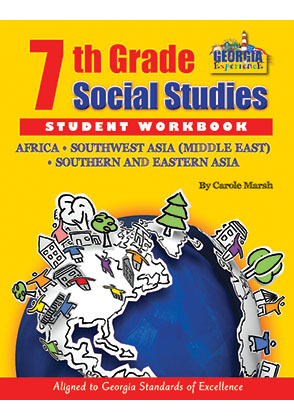 7th Grade
Social Studies
GEORGIA
EXPERIENCE
STUDENT WORKBOOK
AFRICA • SOUTHWEST ASIA (MIDDLE EAST)
• SOUTHERN AND EASTERN ASIA
By Carole Marsh
Aligned to Georgia Standards of Excellence